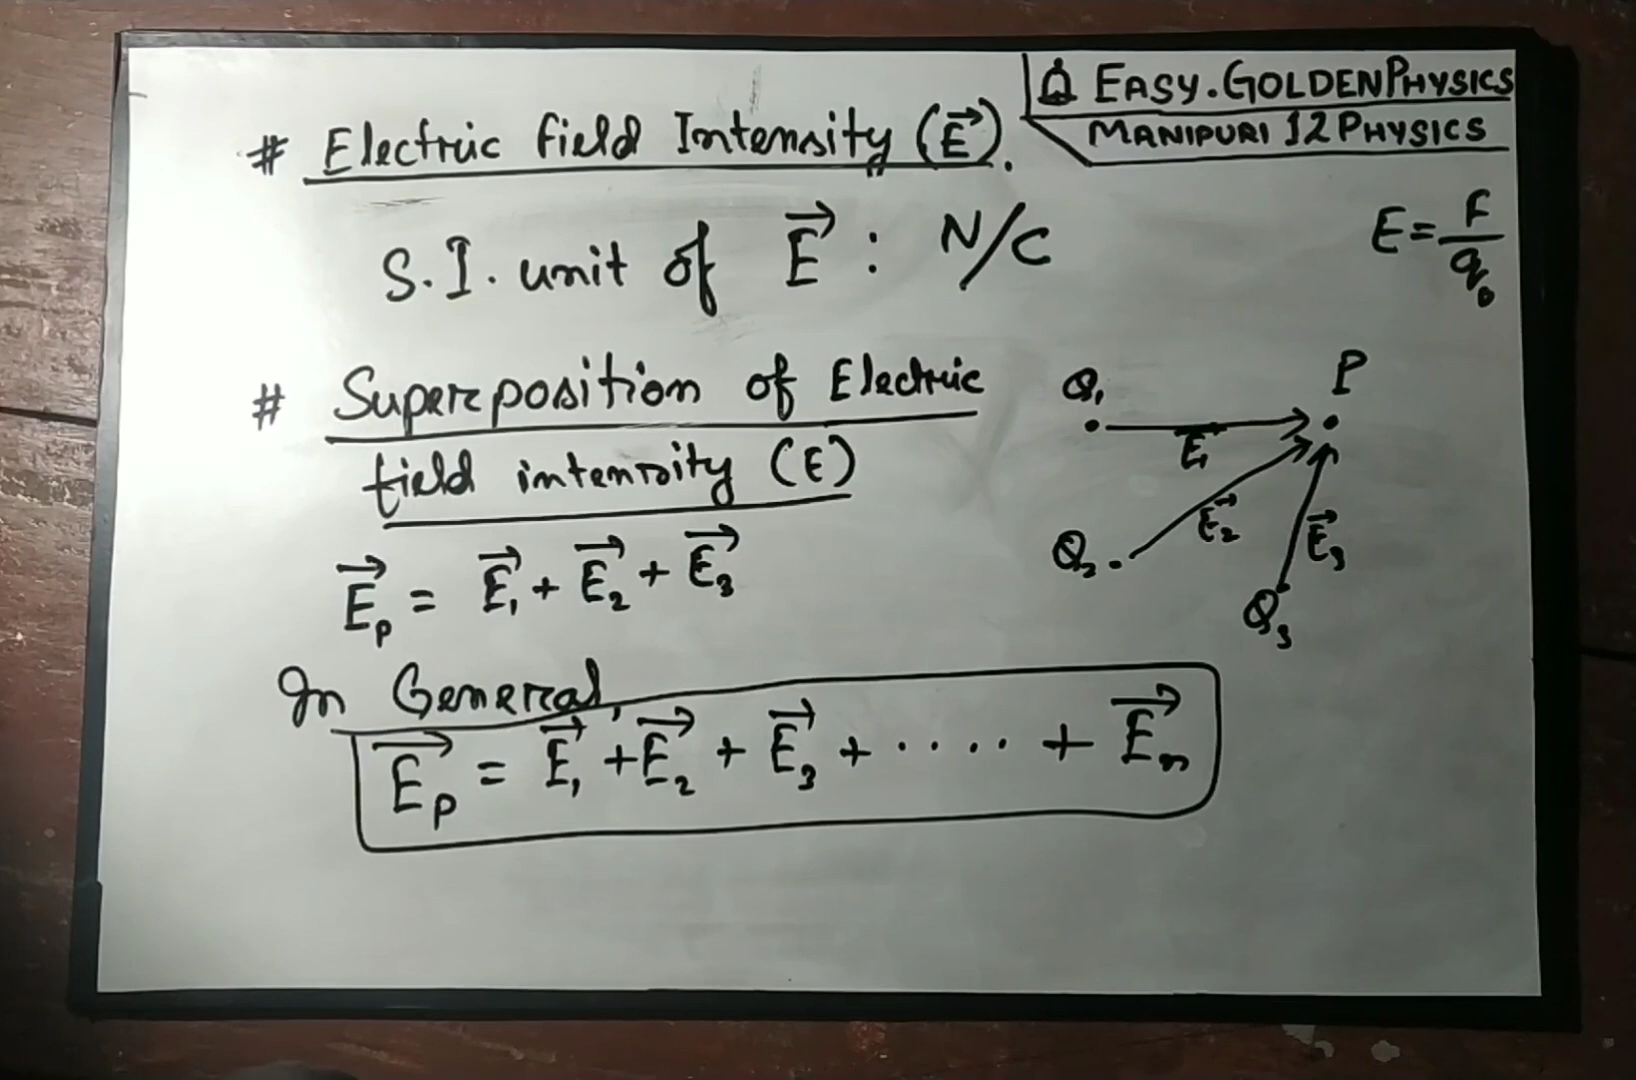 EASY.GOLDENPHYSICS
MANIPURI 12 PHYSICS
# Electric field Intensity (E⃗).
S.I. unit of E⃗ : N/C
E = F/q₀
# Superposition of Electric
field intensity (E)
E⃗ₚ = E⃗₁ + E⃗₂ + E⃗₃
Q₁ P
E⃗₁
E⃗₂
E⃗₃
Q₂
Q₃
In General,
E⃗ₚ = E⃗₁ + E⃗₂ + E⃗₃ + ..... + E⃗ₙ